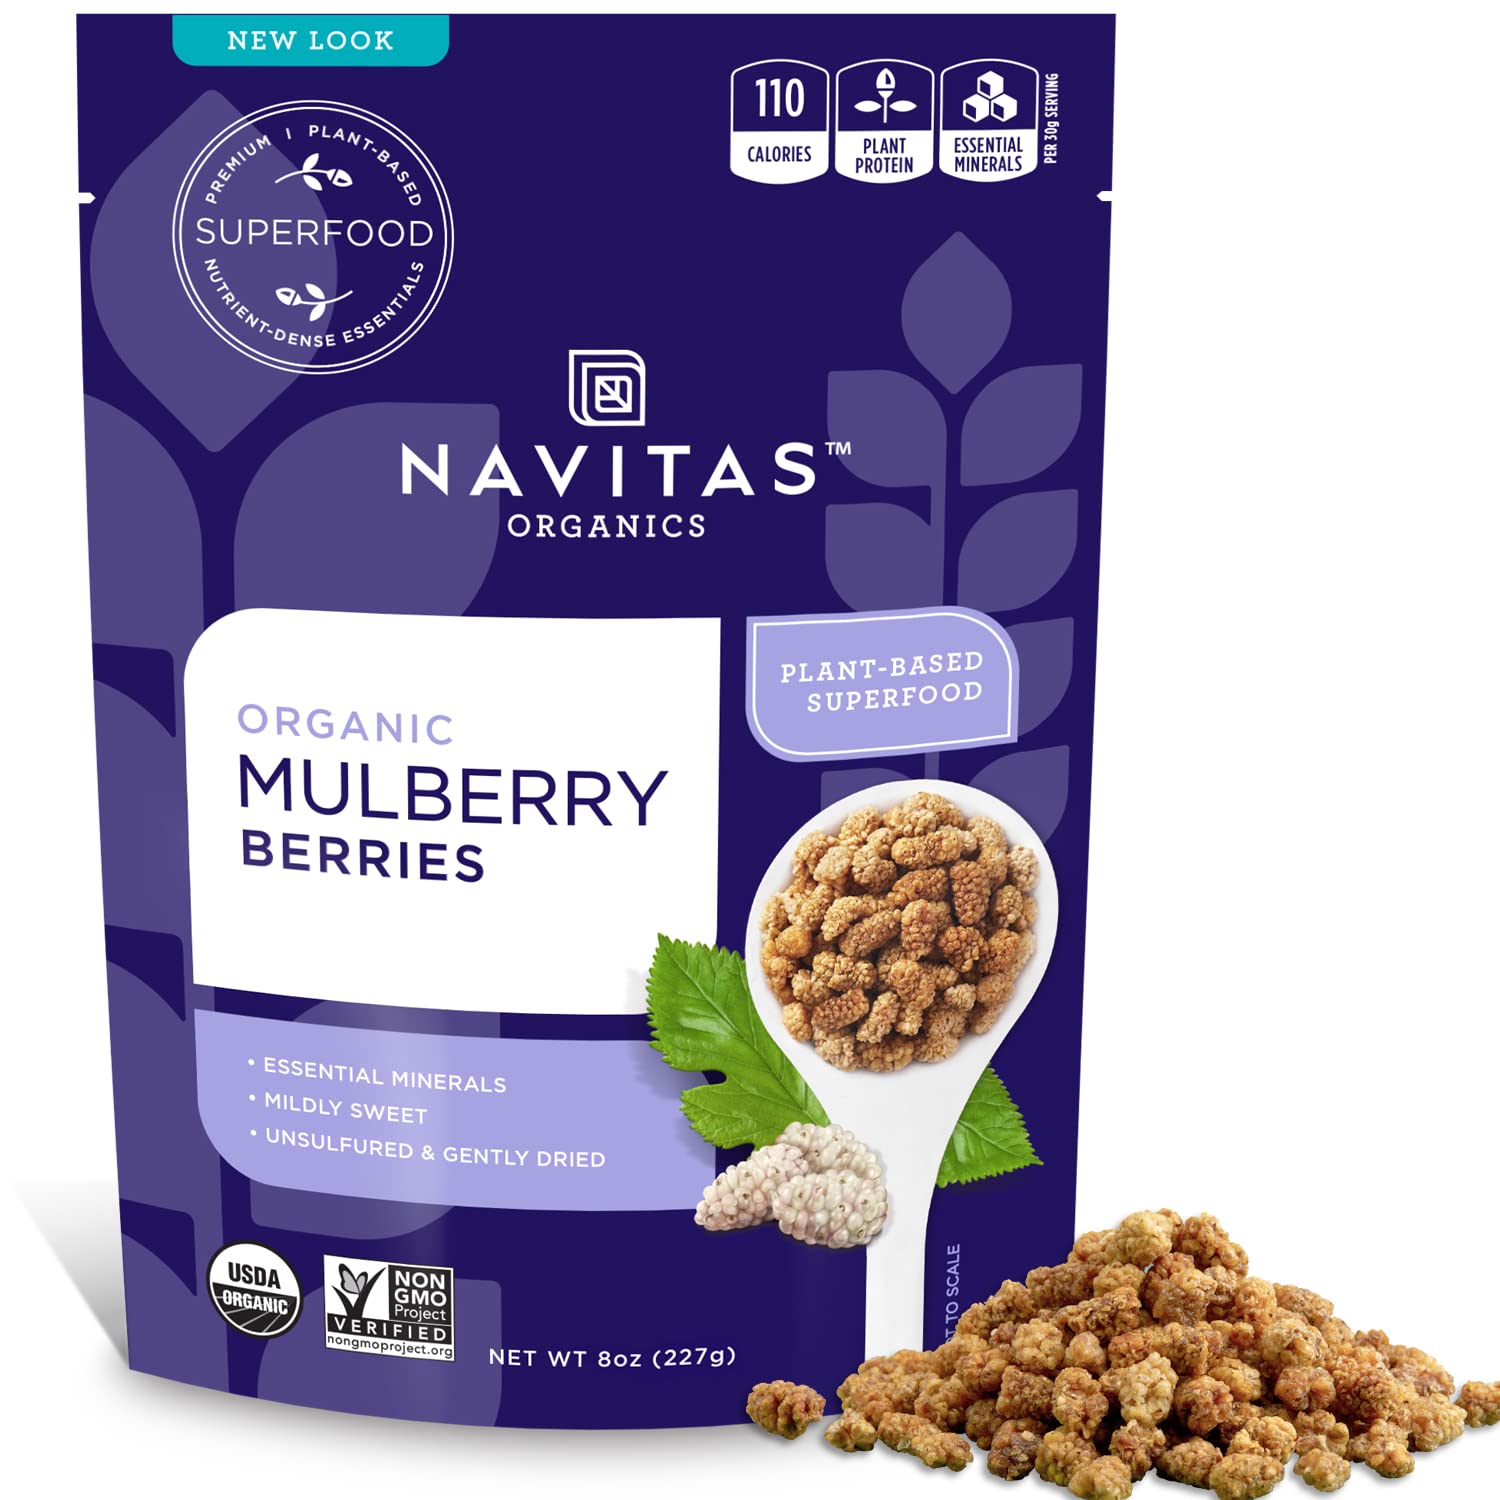 NEW LOOK
PREMIUM | PLANT-BASED
SUPERFOOD
NUTRIENT-DENSE ESSENTIALS
110
CALORIES
PLANT
PROTEIN
ESSENTIAL
MINERALS
PER 30g SERVING
NAVITAS™
ORGANICS
PLANT-BASED
SUPERFOOD
ORGANIC
MULBERRY
BERRIES
• ESSENTIAL MINERALS
• MILDLY SWEET
• UNSULFURED & GENTLY DRIED
USDA
ORGANIC
NON
GMO
Project
VERIFIED
nongmoproject.org
NET WT 8oz (227g)
TO SCALE